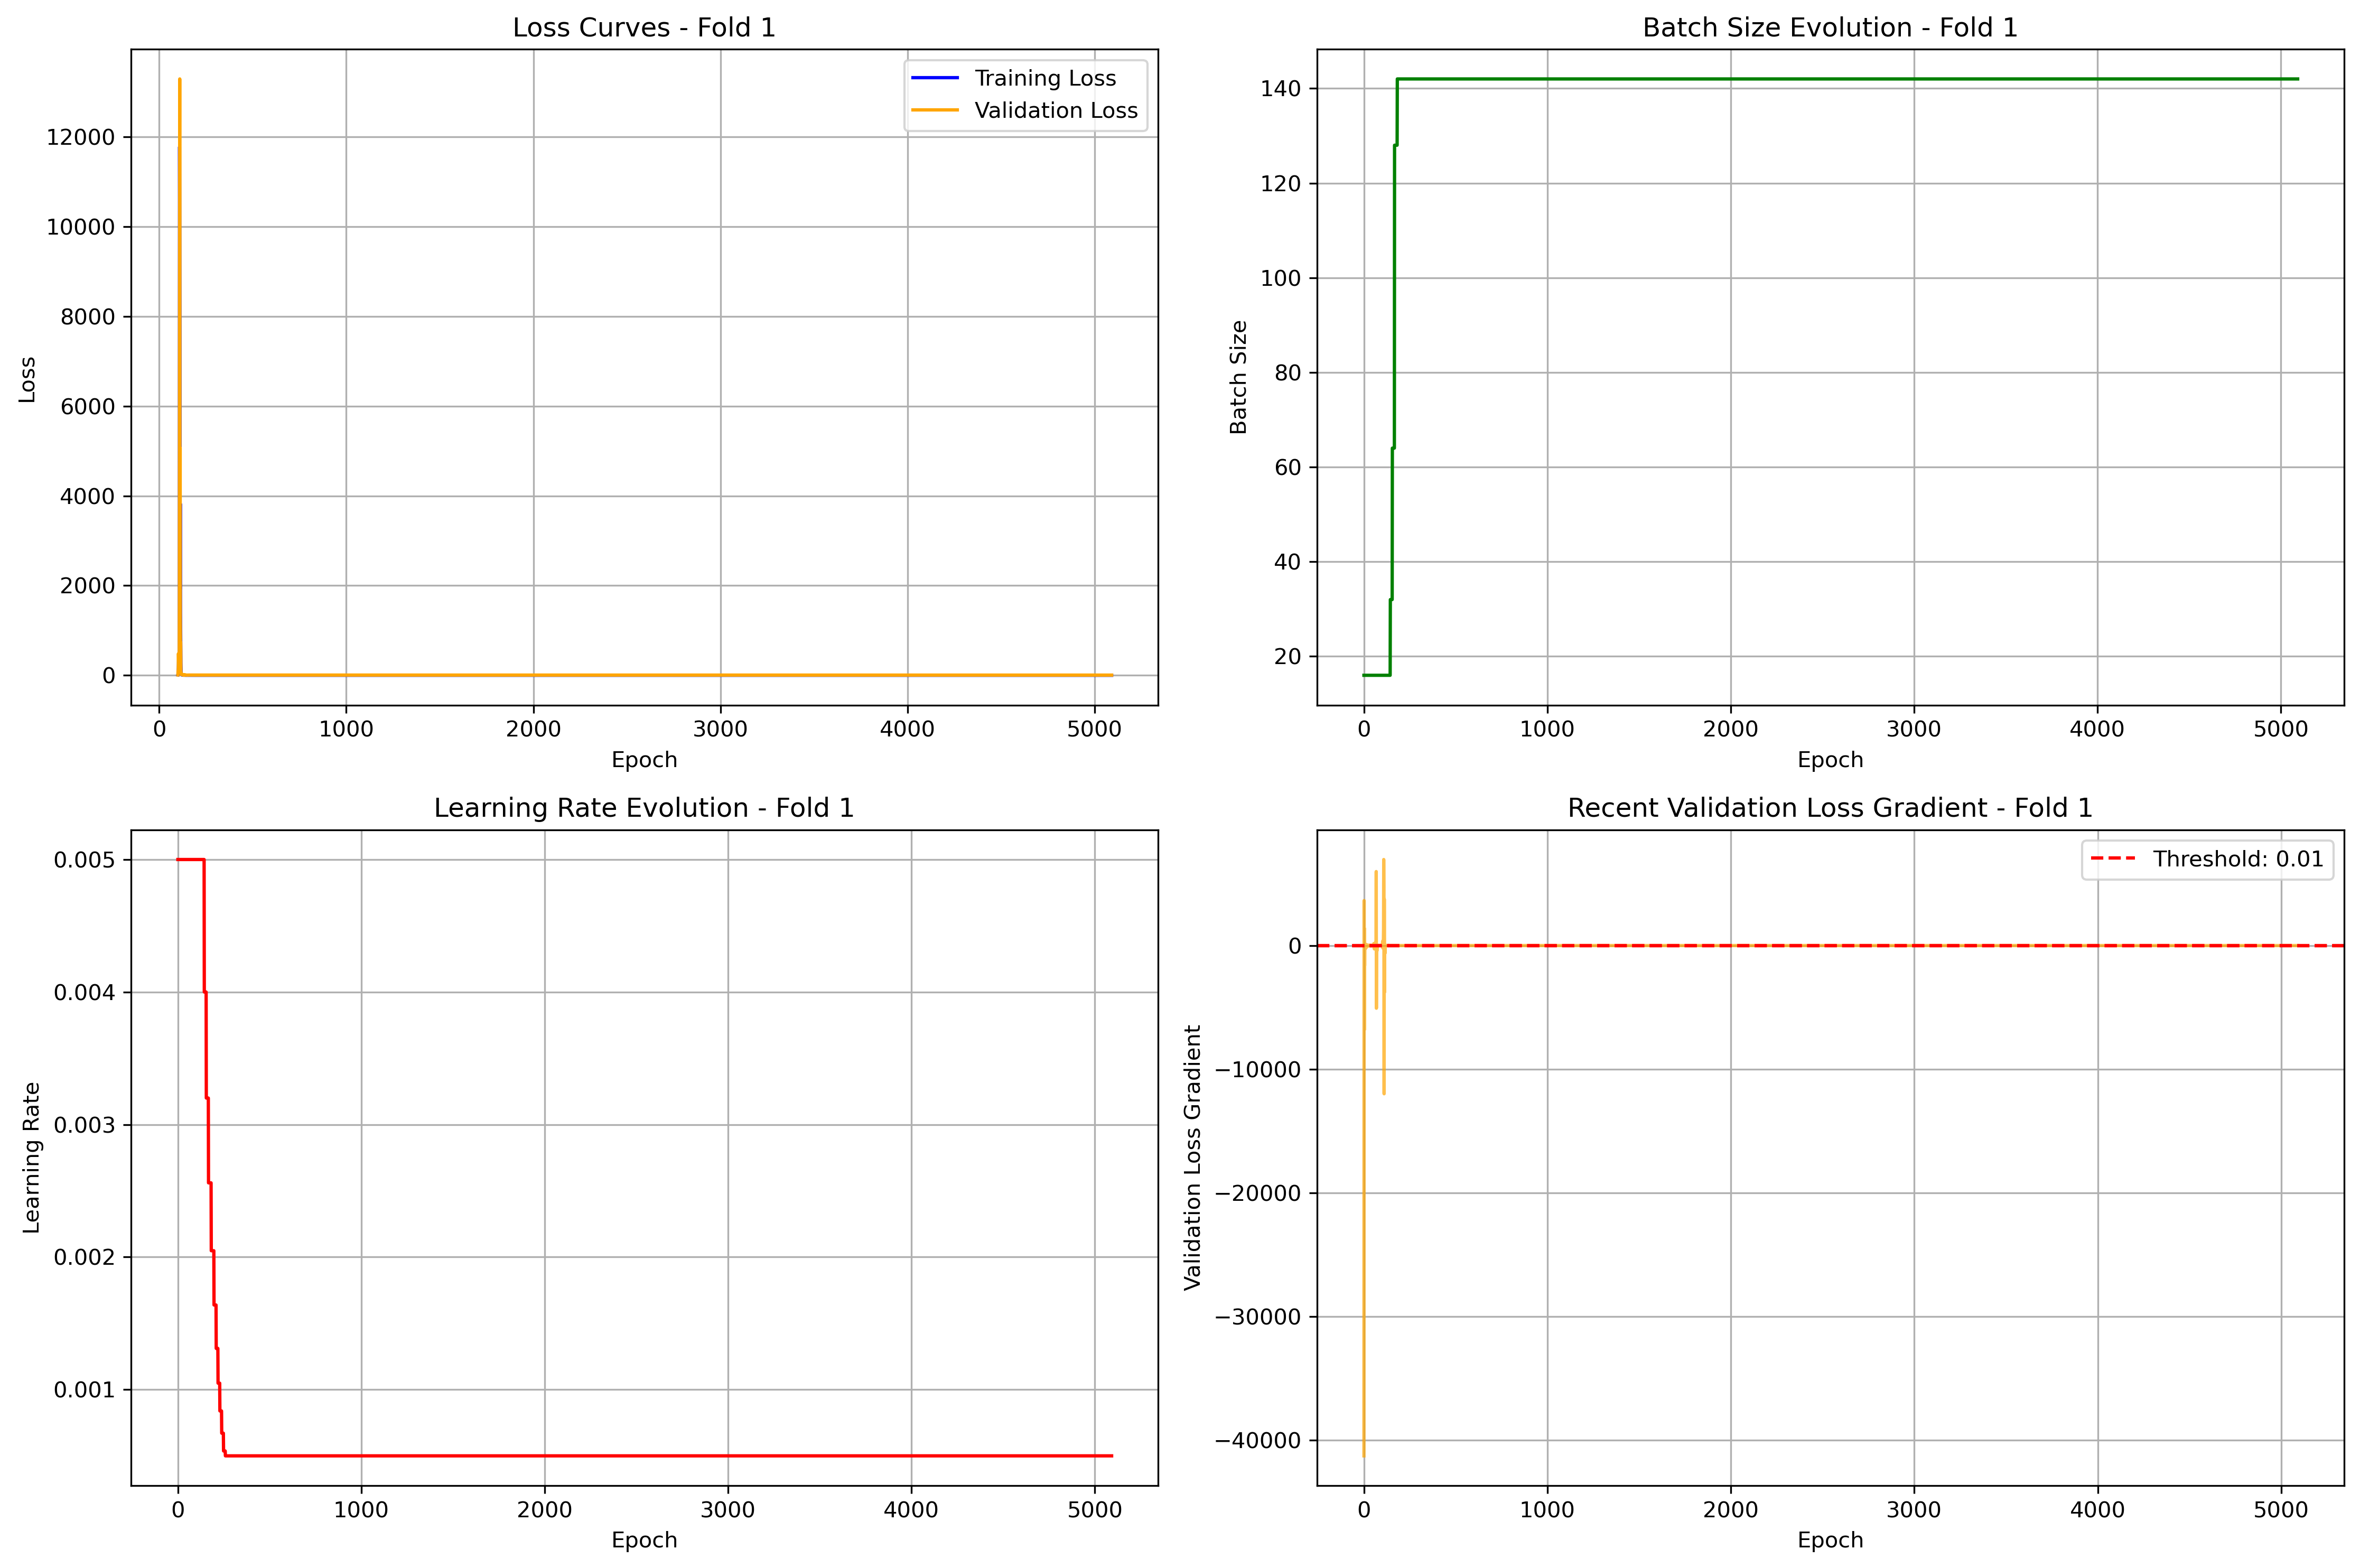 Loss Curves - Fold 1
Training Loss
Validation Loss
12000
10000
8000
6000
4000
2000
0
Loss
0 1000 2000 3000 4000 5000
Epoch
Batch Size Evolution - Fold 1
140
120
100
80
60
40
20
Batch Size
0 1000 2000 3000 4000 5000
Epoch
Learning Rate Evolution - Fold 1
0.005
0.004
0.003
0.002
0.001
Learning Rate
0 1000 2000 3000 4000 5000
Epoch
Recent Validation Loss Gradient - Fold 1
Threshold: 0.01
0
−10000
−20000
−30000
−40000
Validation Loss Gradient
0 1000 2000 3000 4000 5000
Epoch